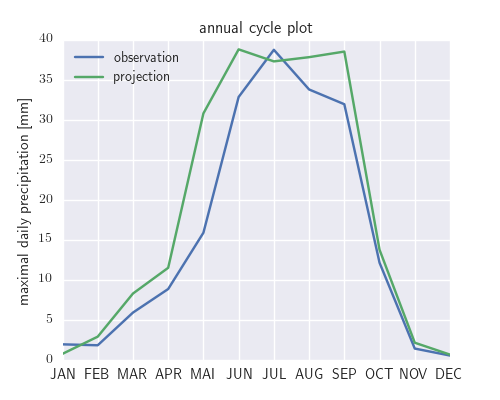 annual cycle plot
maximal daily precipitation [mm]
40
35
30
25
20
15
10
5
0
observation
projection
JAN FEB MAR APR MAI JUN JUL AUG SEP OCT NOV DEC